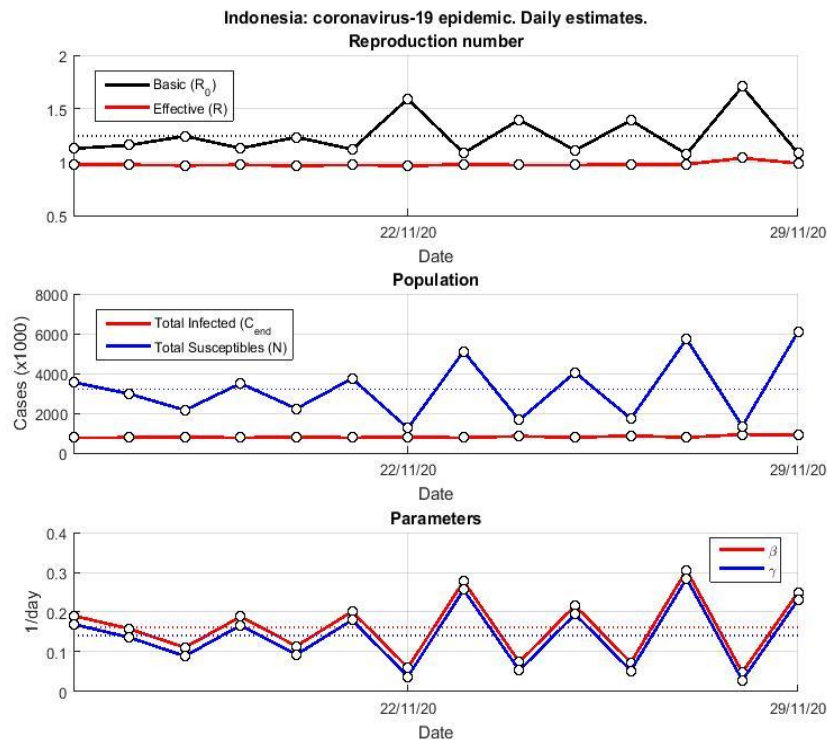 Indonesia: coronavirus-19 epidemic. Daily estimates.
Reproduction number
2
1.5
1
0.5
Basic (R0)
Effective (R)
22/11/20
29/11/20
Date
Population
Cases (x1000)
8000
6000
4000
2000
0
Total Infected (Cend
Total Susceptibles (N)
22/11/20
29/11/20
Date
Parameters
1/day
0.4
0.3
0.2
0.1
0
β
γ
22/11/20
29/11/20
Date